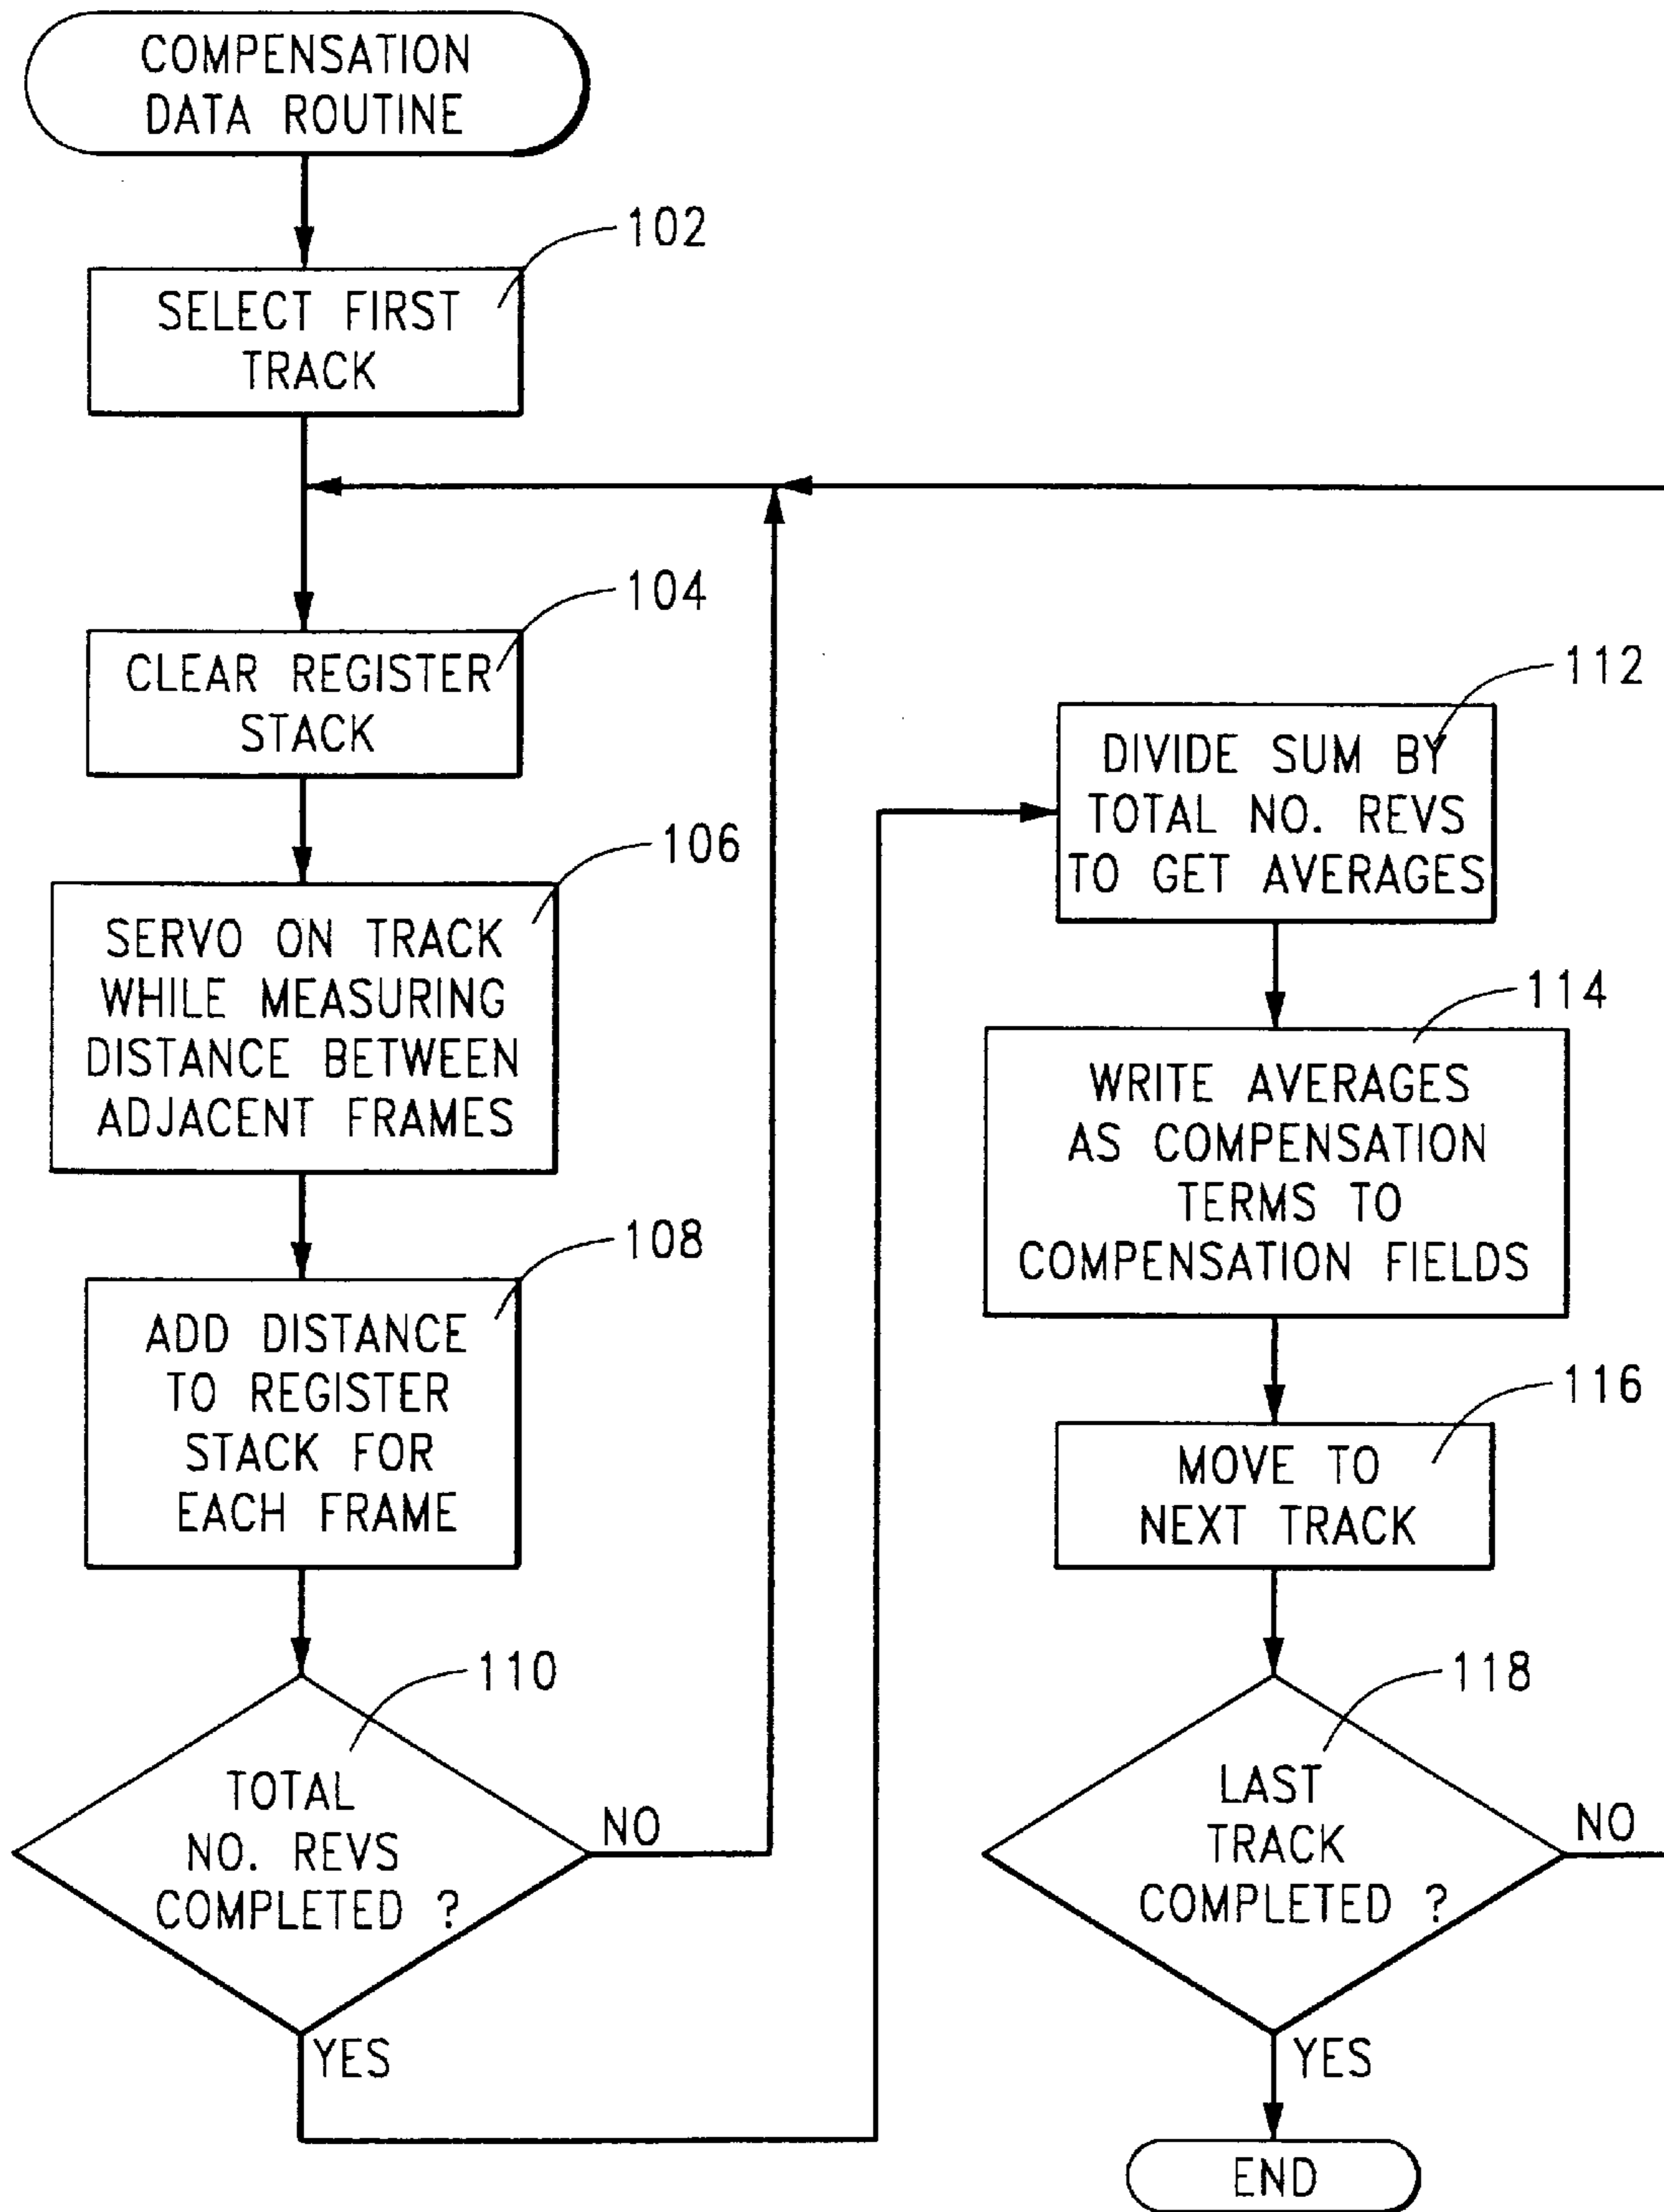 COMPENSATION
DATA ROUTINE
102
SELECT FIRST
TRACK
104
CLEAR REGISTER
STACK
106
SERVO ON TRACK
WHILE MEASURING
DISTANCE BETWEEN
ADJACENT FRAMES
108
ADD DISTANCE
TO REGISTER
STACK FOR
EACH FRAME
110
TOTAL
NO. REVS
COMPLETED ?
NO
YES
112
DIVIDE SUM BY
TOTAL NO. REVS
TO GET AVERAGES
114
WRITE AVERAGES
AS COMPENSATION
TERMS TO
COMPENSATION FIELDS
116
MOVE TO
NEXT TRACK
118
LAST
TRACK
COMPLETED ?
NO
YES
END